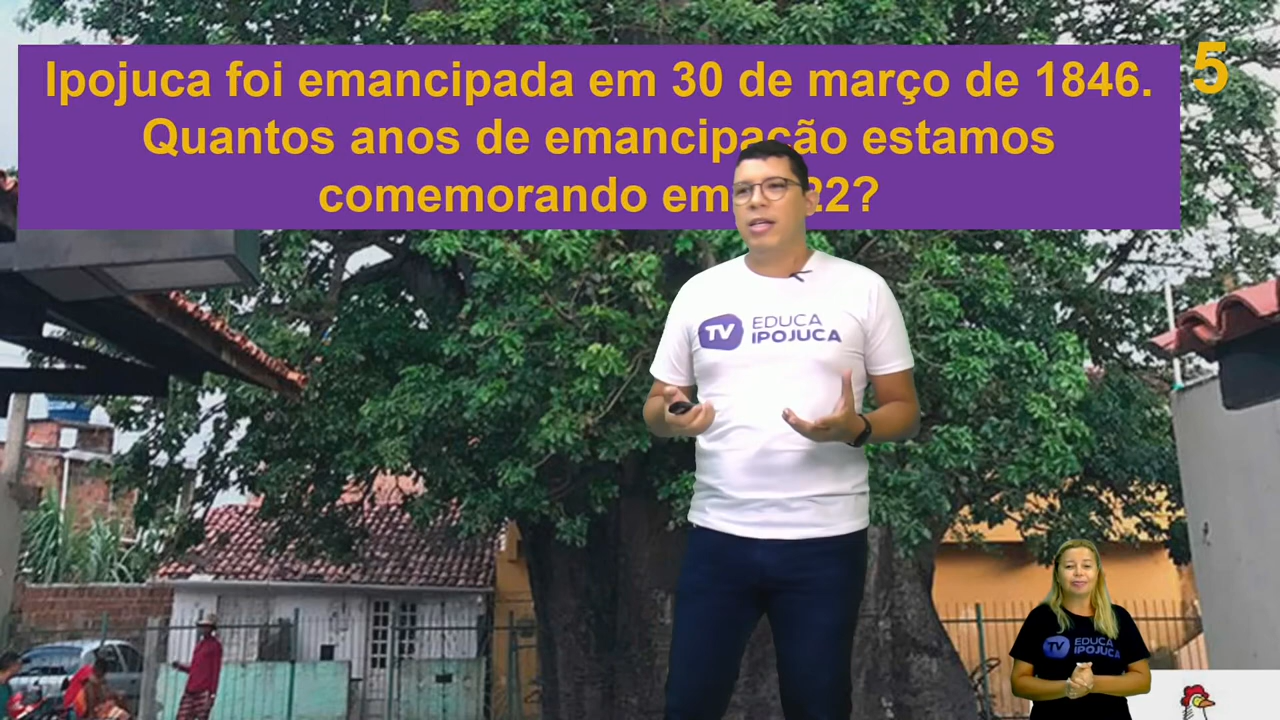 Ipojuca foi emancipada em 30 de março de 1846.
5
Quantos anos de emancipação estamos
comemorando em 22?
TV EDUCA
IPOJUCA
TV EDUCA
IPOJUCA